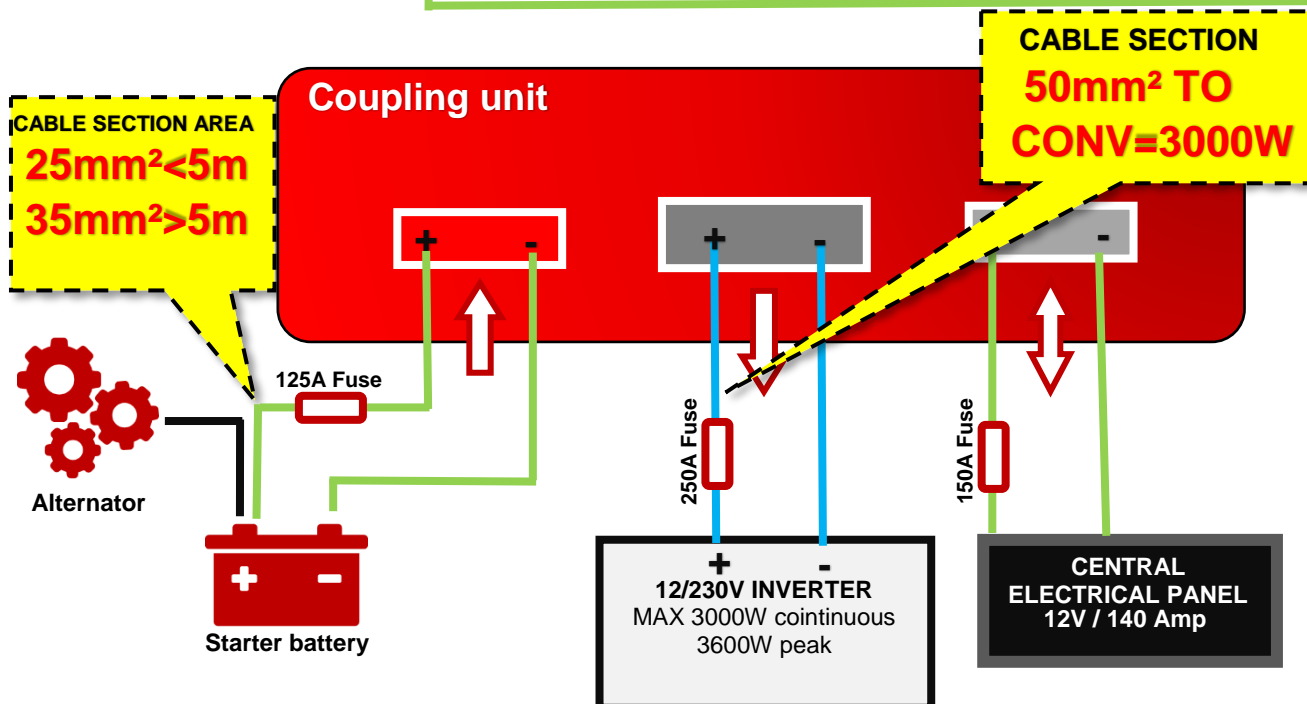 CABLE SECTION
50mm² TO
CONV=3000W
Coupling unit
CABLE SECTION AREA
25mm²<5m
35mm²>5m
+ -
+ -
-
125A Fuse
250A Fuse
150A Fuse
Alternator
+ -
Starter battery
+ -
12/230V INVERTER
MAX 3000W cointinuous
3600W peak
CENTRAL
ELECTRICAL PANEL
12V / 140 Amp